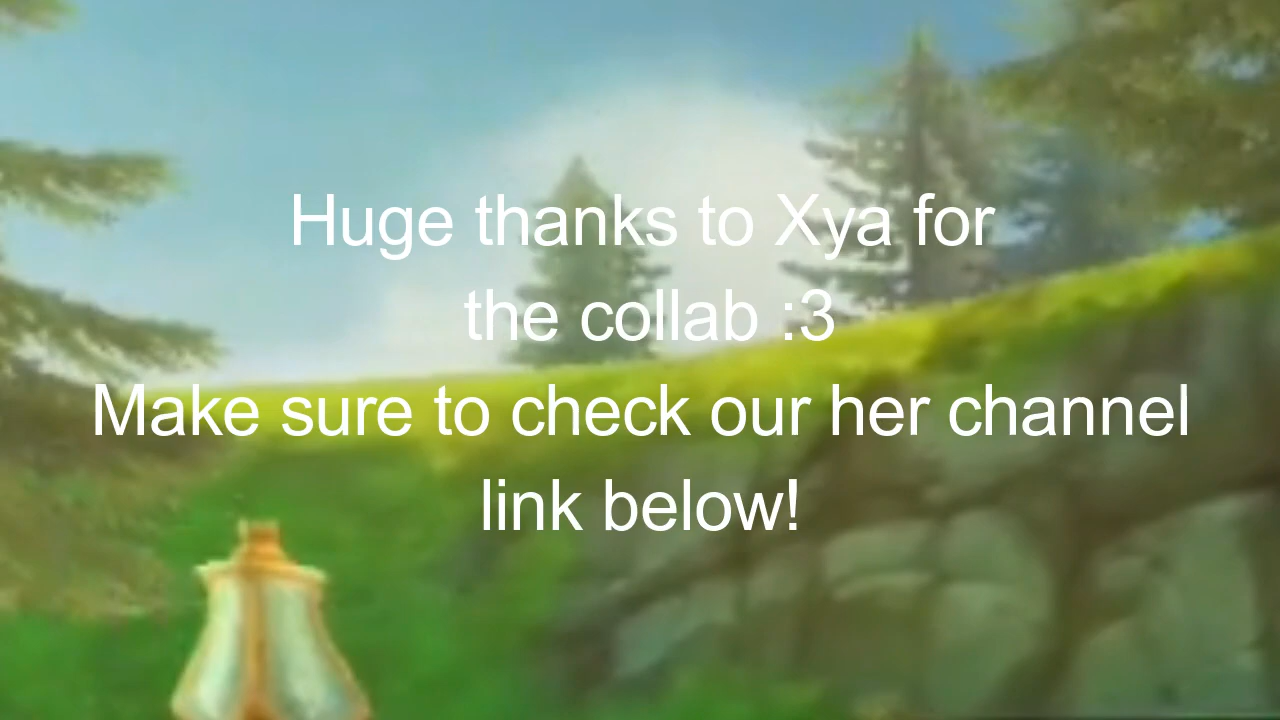 Huge thanks to Xya for
the collab :3
Make sure to check our her channel
link below!